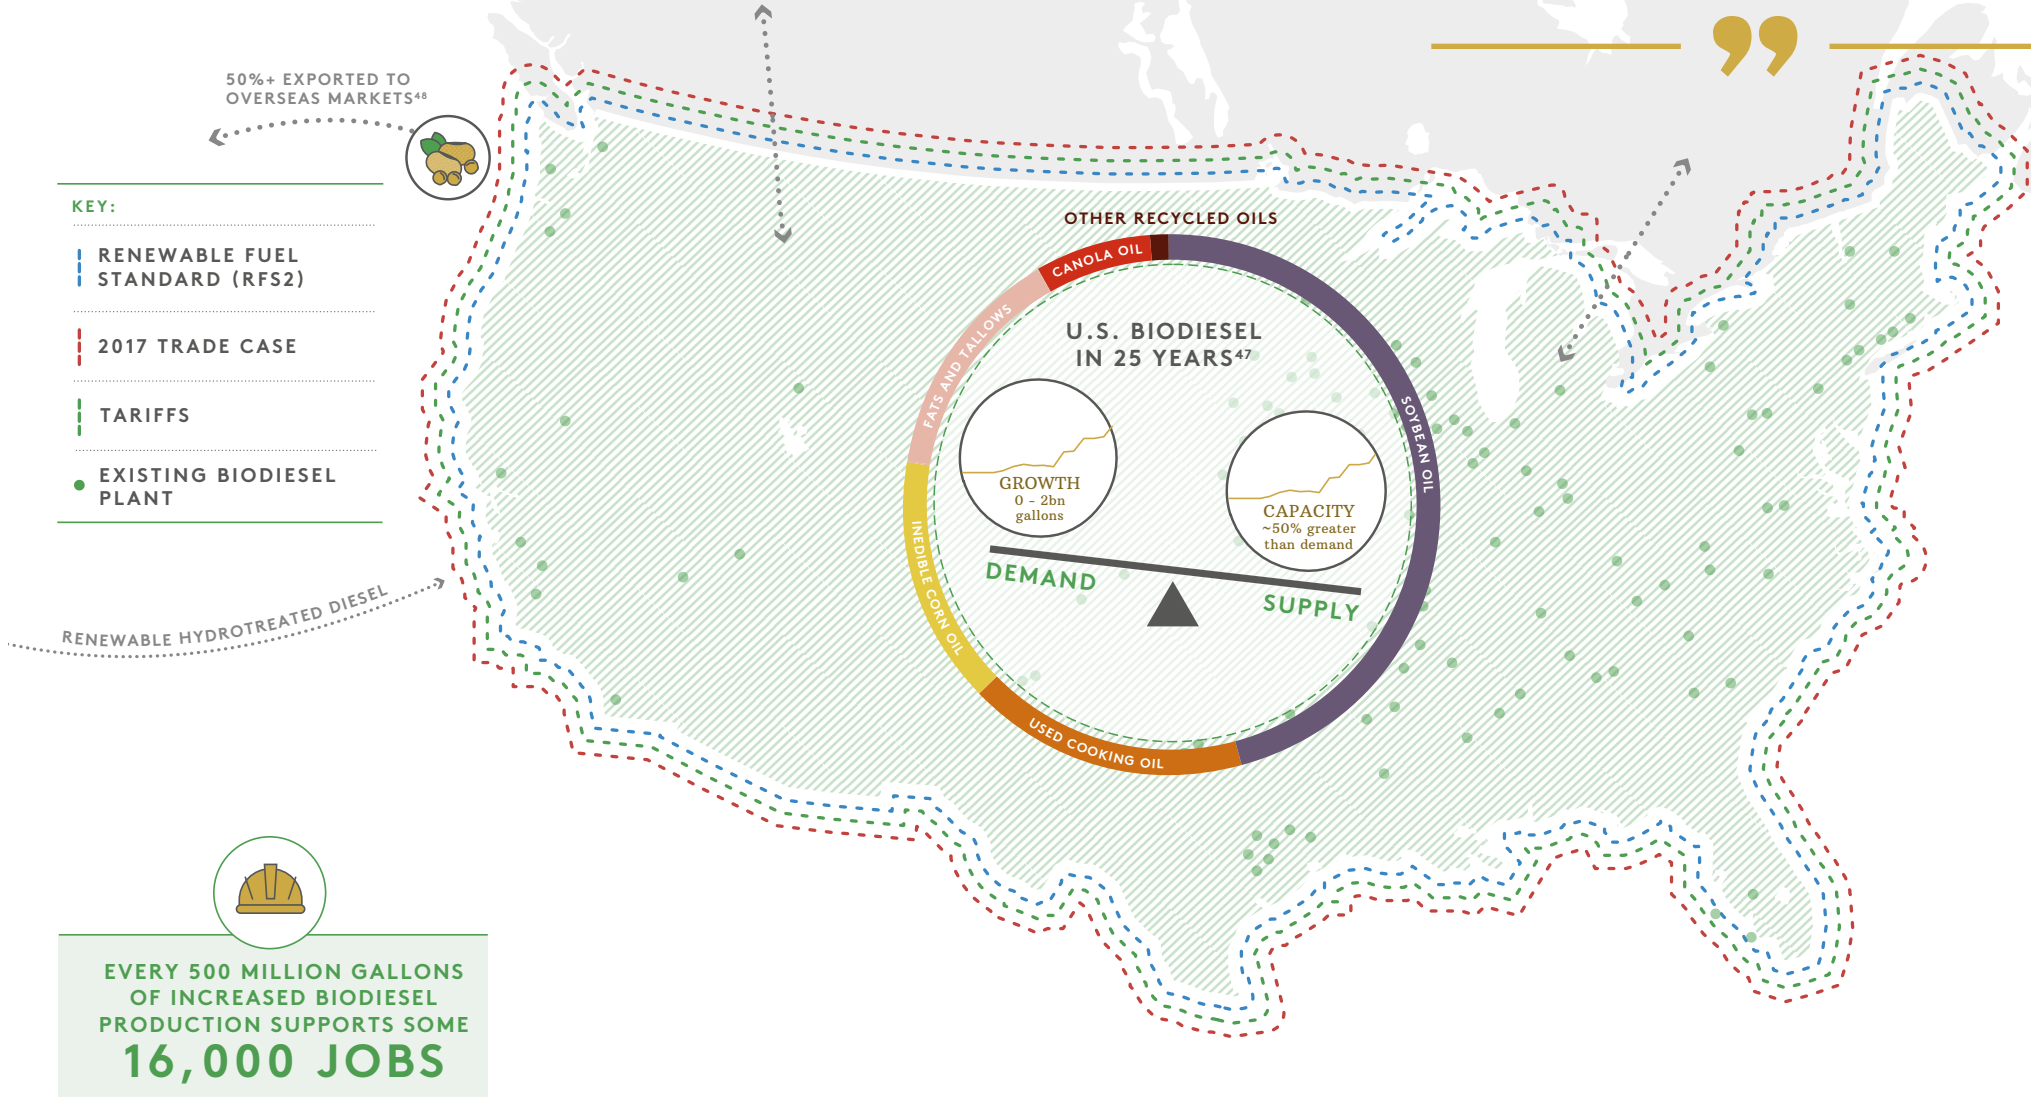 50%+ EXPORTED TO
OVERSEAS MARKETS⁴⁸
KEY:
RENEWABLE FUEL
STANDARD (RFS2)
2017 TRADE CASE
TARIFFS
EXISTING BIODIESEL
PLANT
RENEWABLE HYDROTREATED DIESEL
EVERY 500 MILLION GALLONS
OF INCREASED BIODIESEL
PRODUCTION SUPPORTS SOME
16,000 JOBS
”
OTHER RECYCLED OILS
CANOLA OIL
FATS AND TALLOWS
INEDIBLE CORN OIL
USED COOKING OIL
SOYBEAN OIL
U.S. BIODIESEL
IN 25 YEARS⁴⁷
GROWTH
0 - 2bn
gallons
CAPACITY
~50% greater
than demand
DEMAND
SUPPLY